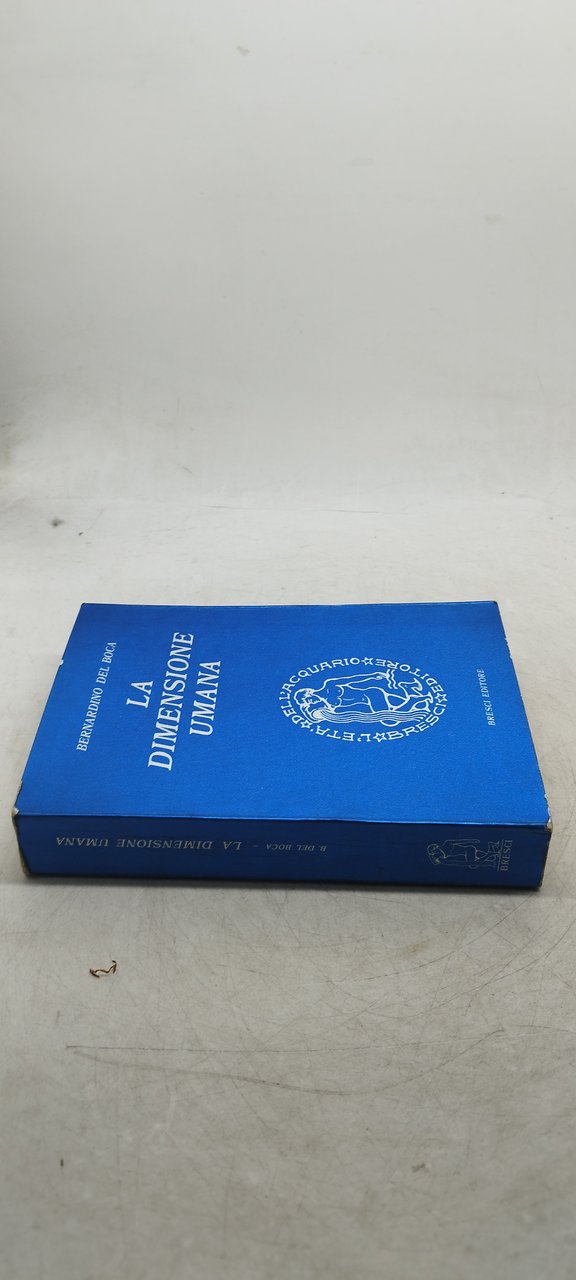 BERNARDINO DEL BOCA
LA
DIMENSIONE
UMANA
L'ETÀ☆DELL'ACQUARIO☆EDITORE☆BRESCI☆
BRESCI EDITORE
B. DEL BOCA - LA DIMENSIONE UMANA
BRESCI